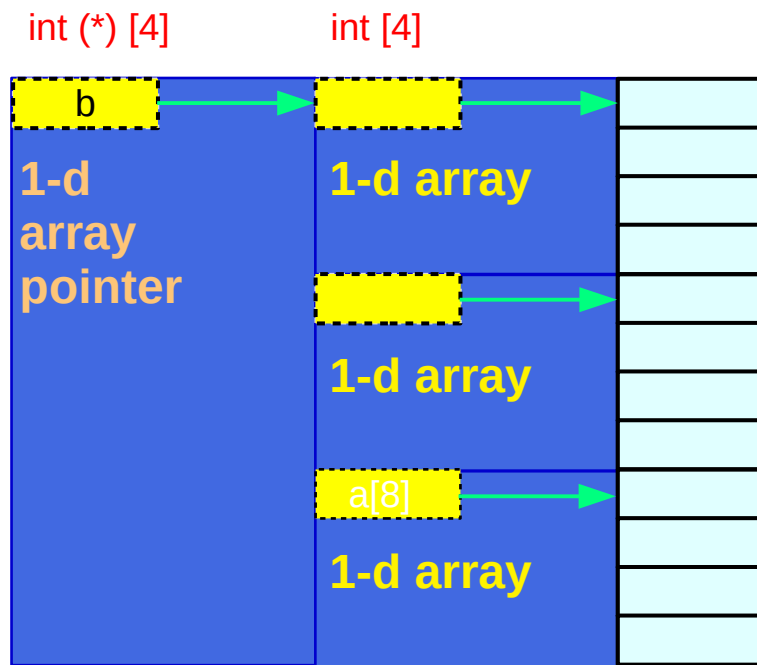 int (*) [4]
int [4]
b
1-d
array
pointer
1-d array
1-d array
a[8]
1-d array